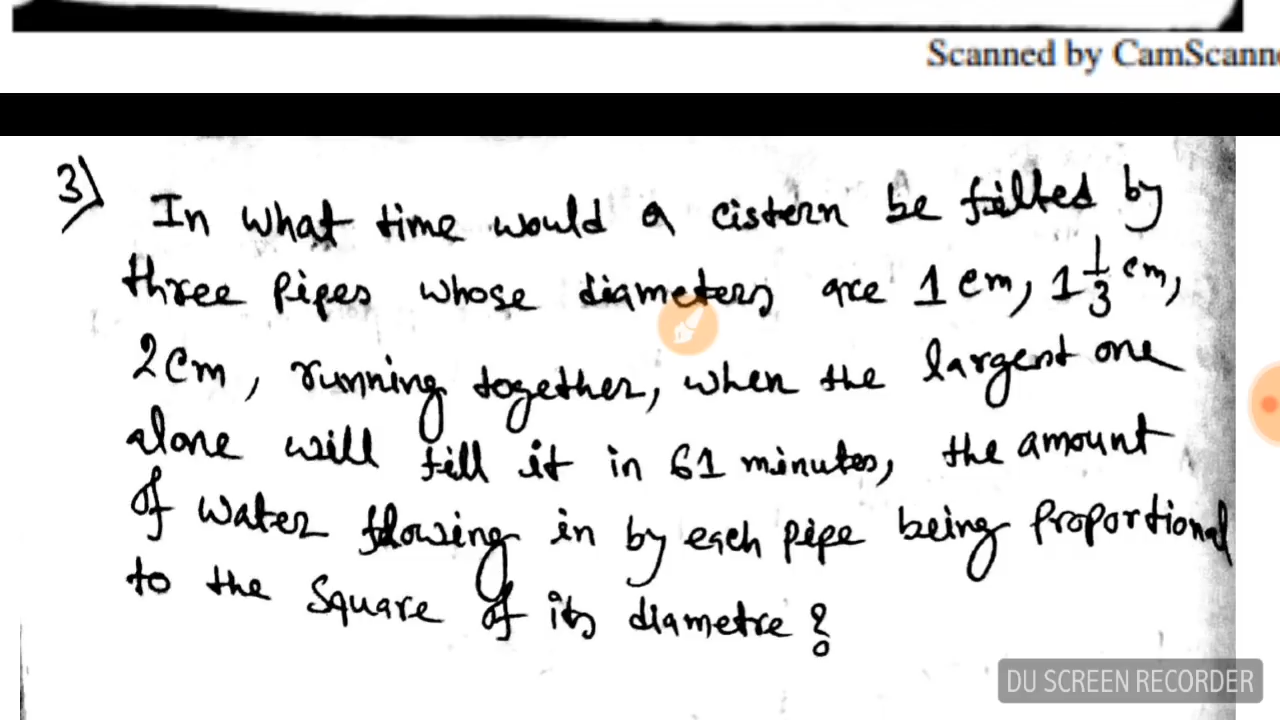 Scanned by CamScanne
3)
In what time would a cistern be filled by
three pipes whose diameters are 1 cm, 1 1/3 cm,
2 cm, running together, when the largest one
alone will fill it in 61 minutes, the amount
of water flowing in by each pipe being proportional
to the square of its diametre ?
DU SCREEN RECORDER